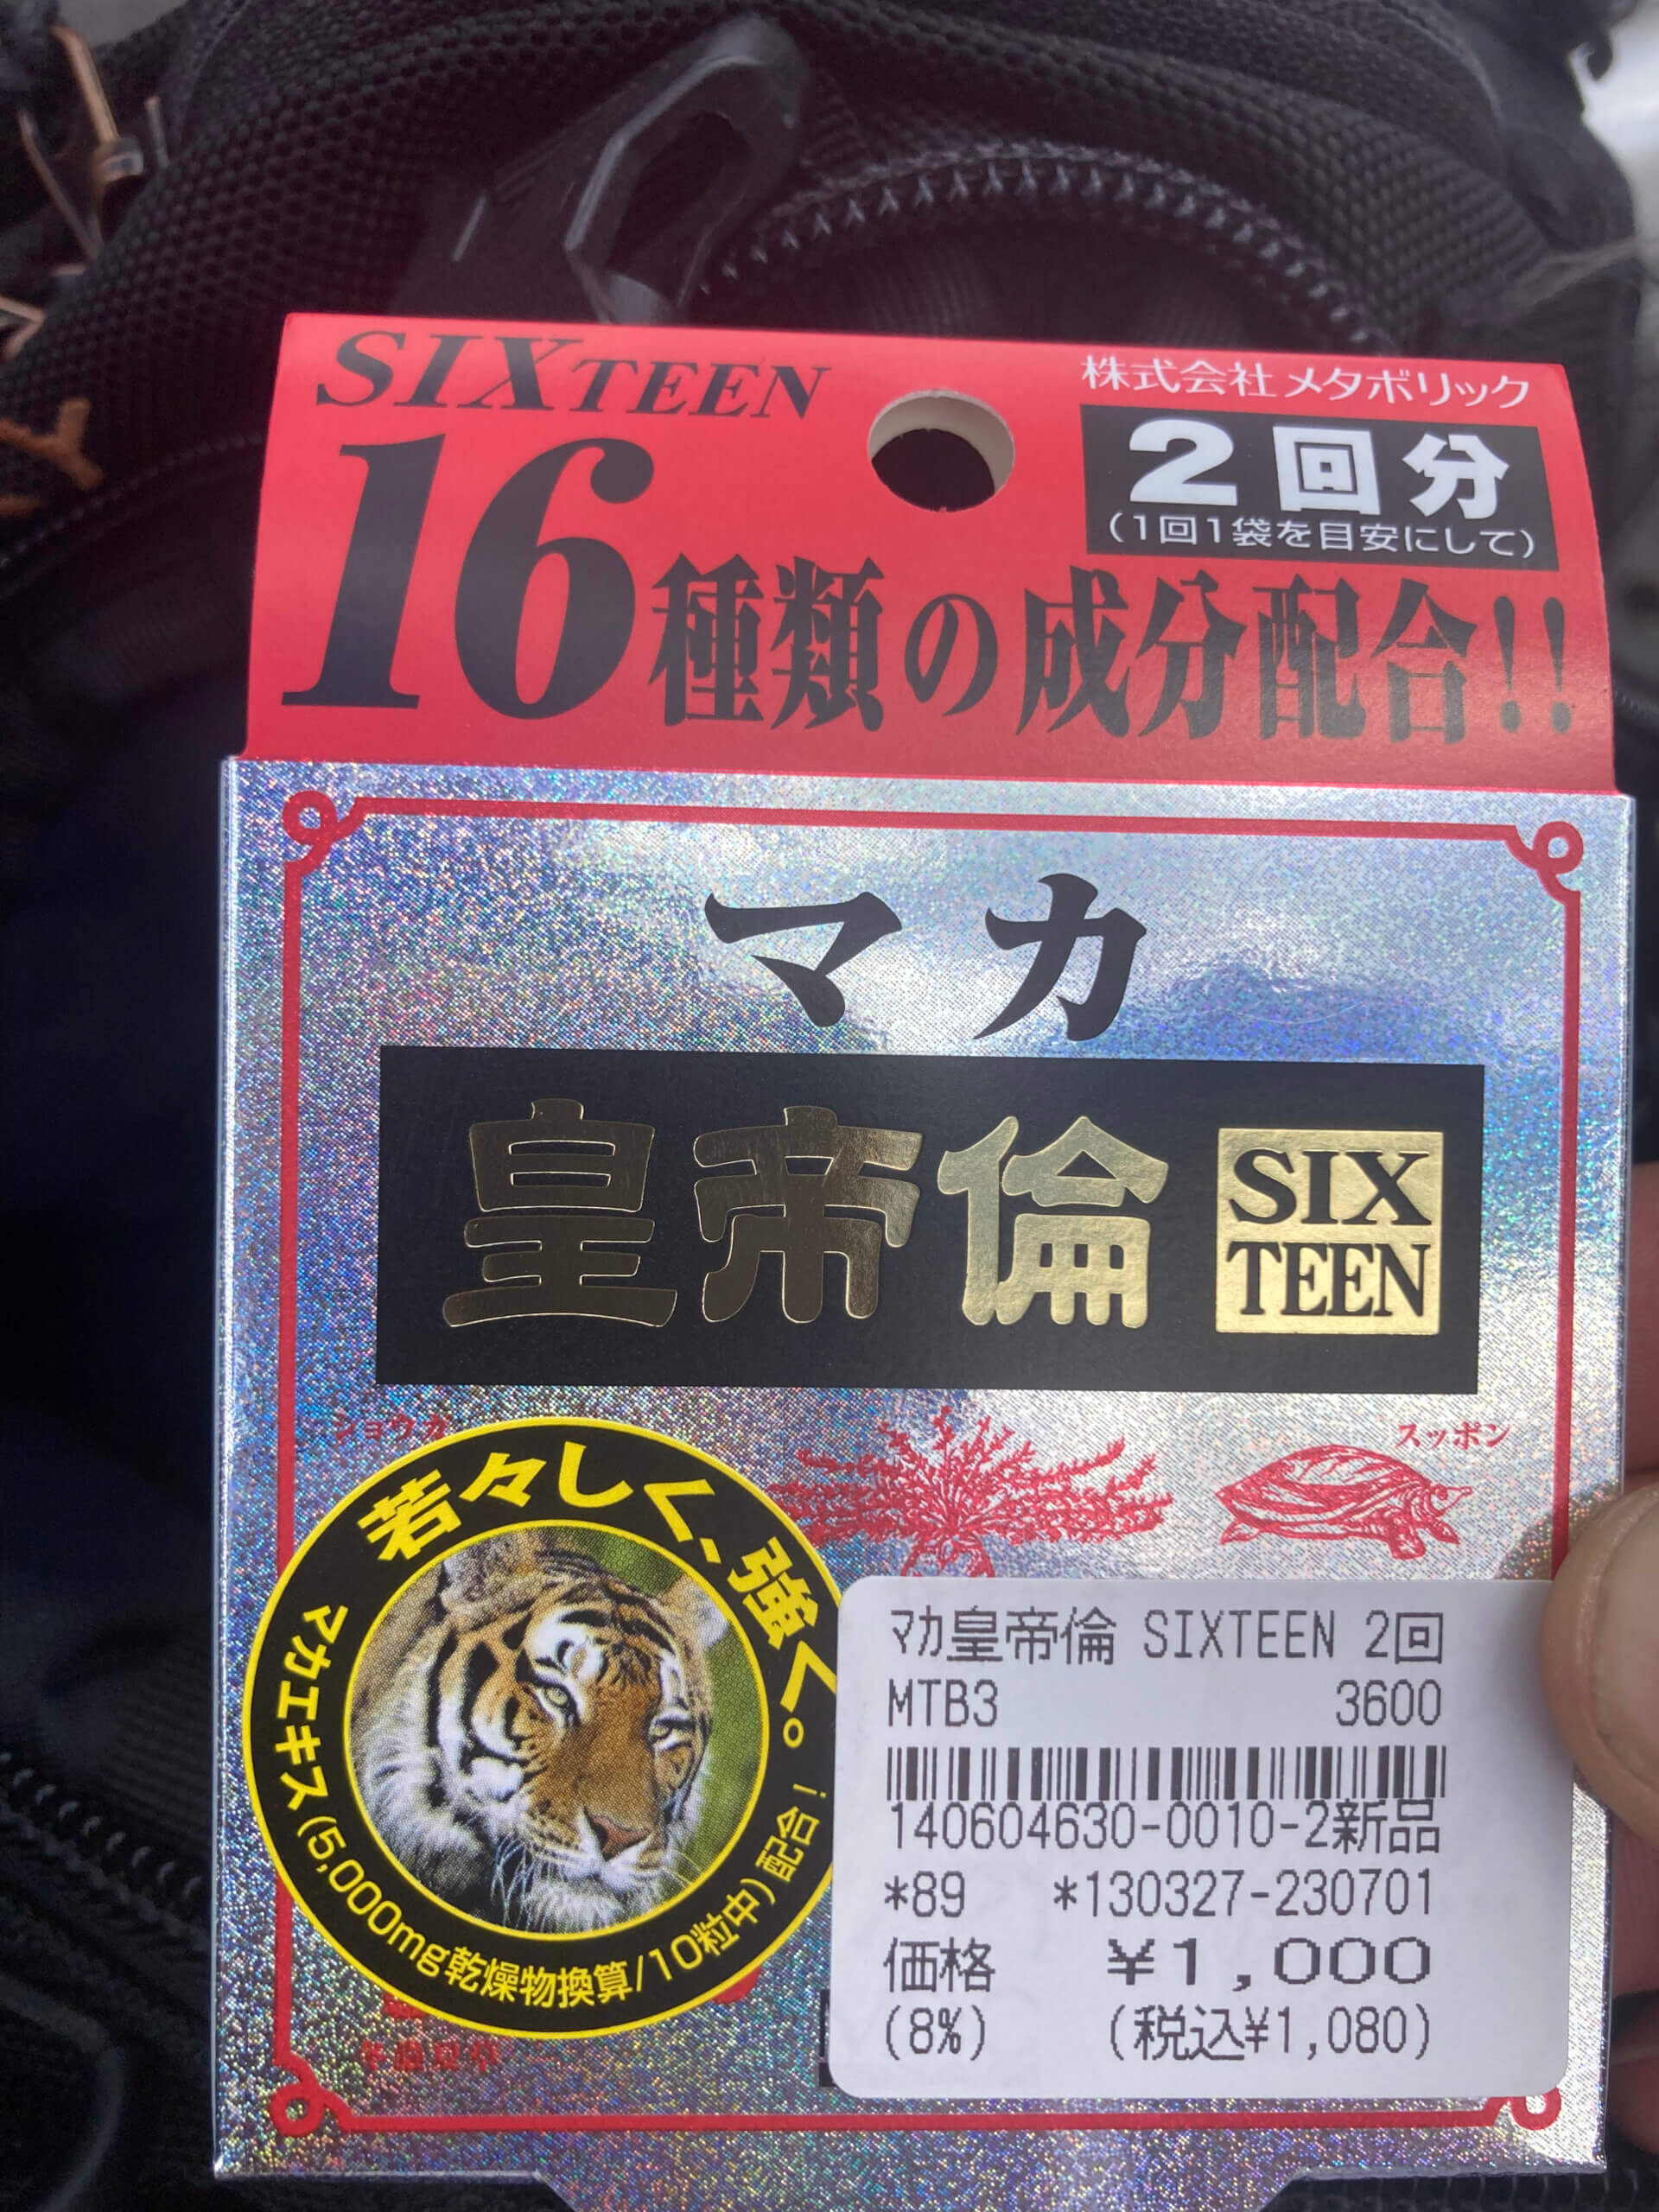 SIXTEEN
株式会社メタボリック
2回分
(1回1袋を目安にして)
16種類の成分配合!!
マカ
皇帝倫 SIX TEEN
ショウガ
スッポン
若々しく、強く。
マカエキス(5,000mg乾燥物換算/10粒中)配合!
ﾏｶ皇帝倫 SIXTEEN 2回
MTB3 3600
140604630-0010-2新品
*89 *130327-230701
価格 ¥1,000
(8%) (税込¥1,080)